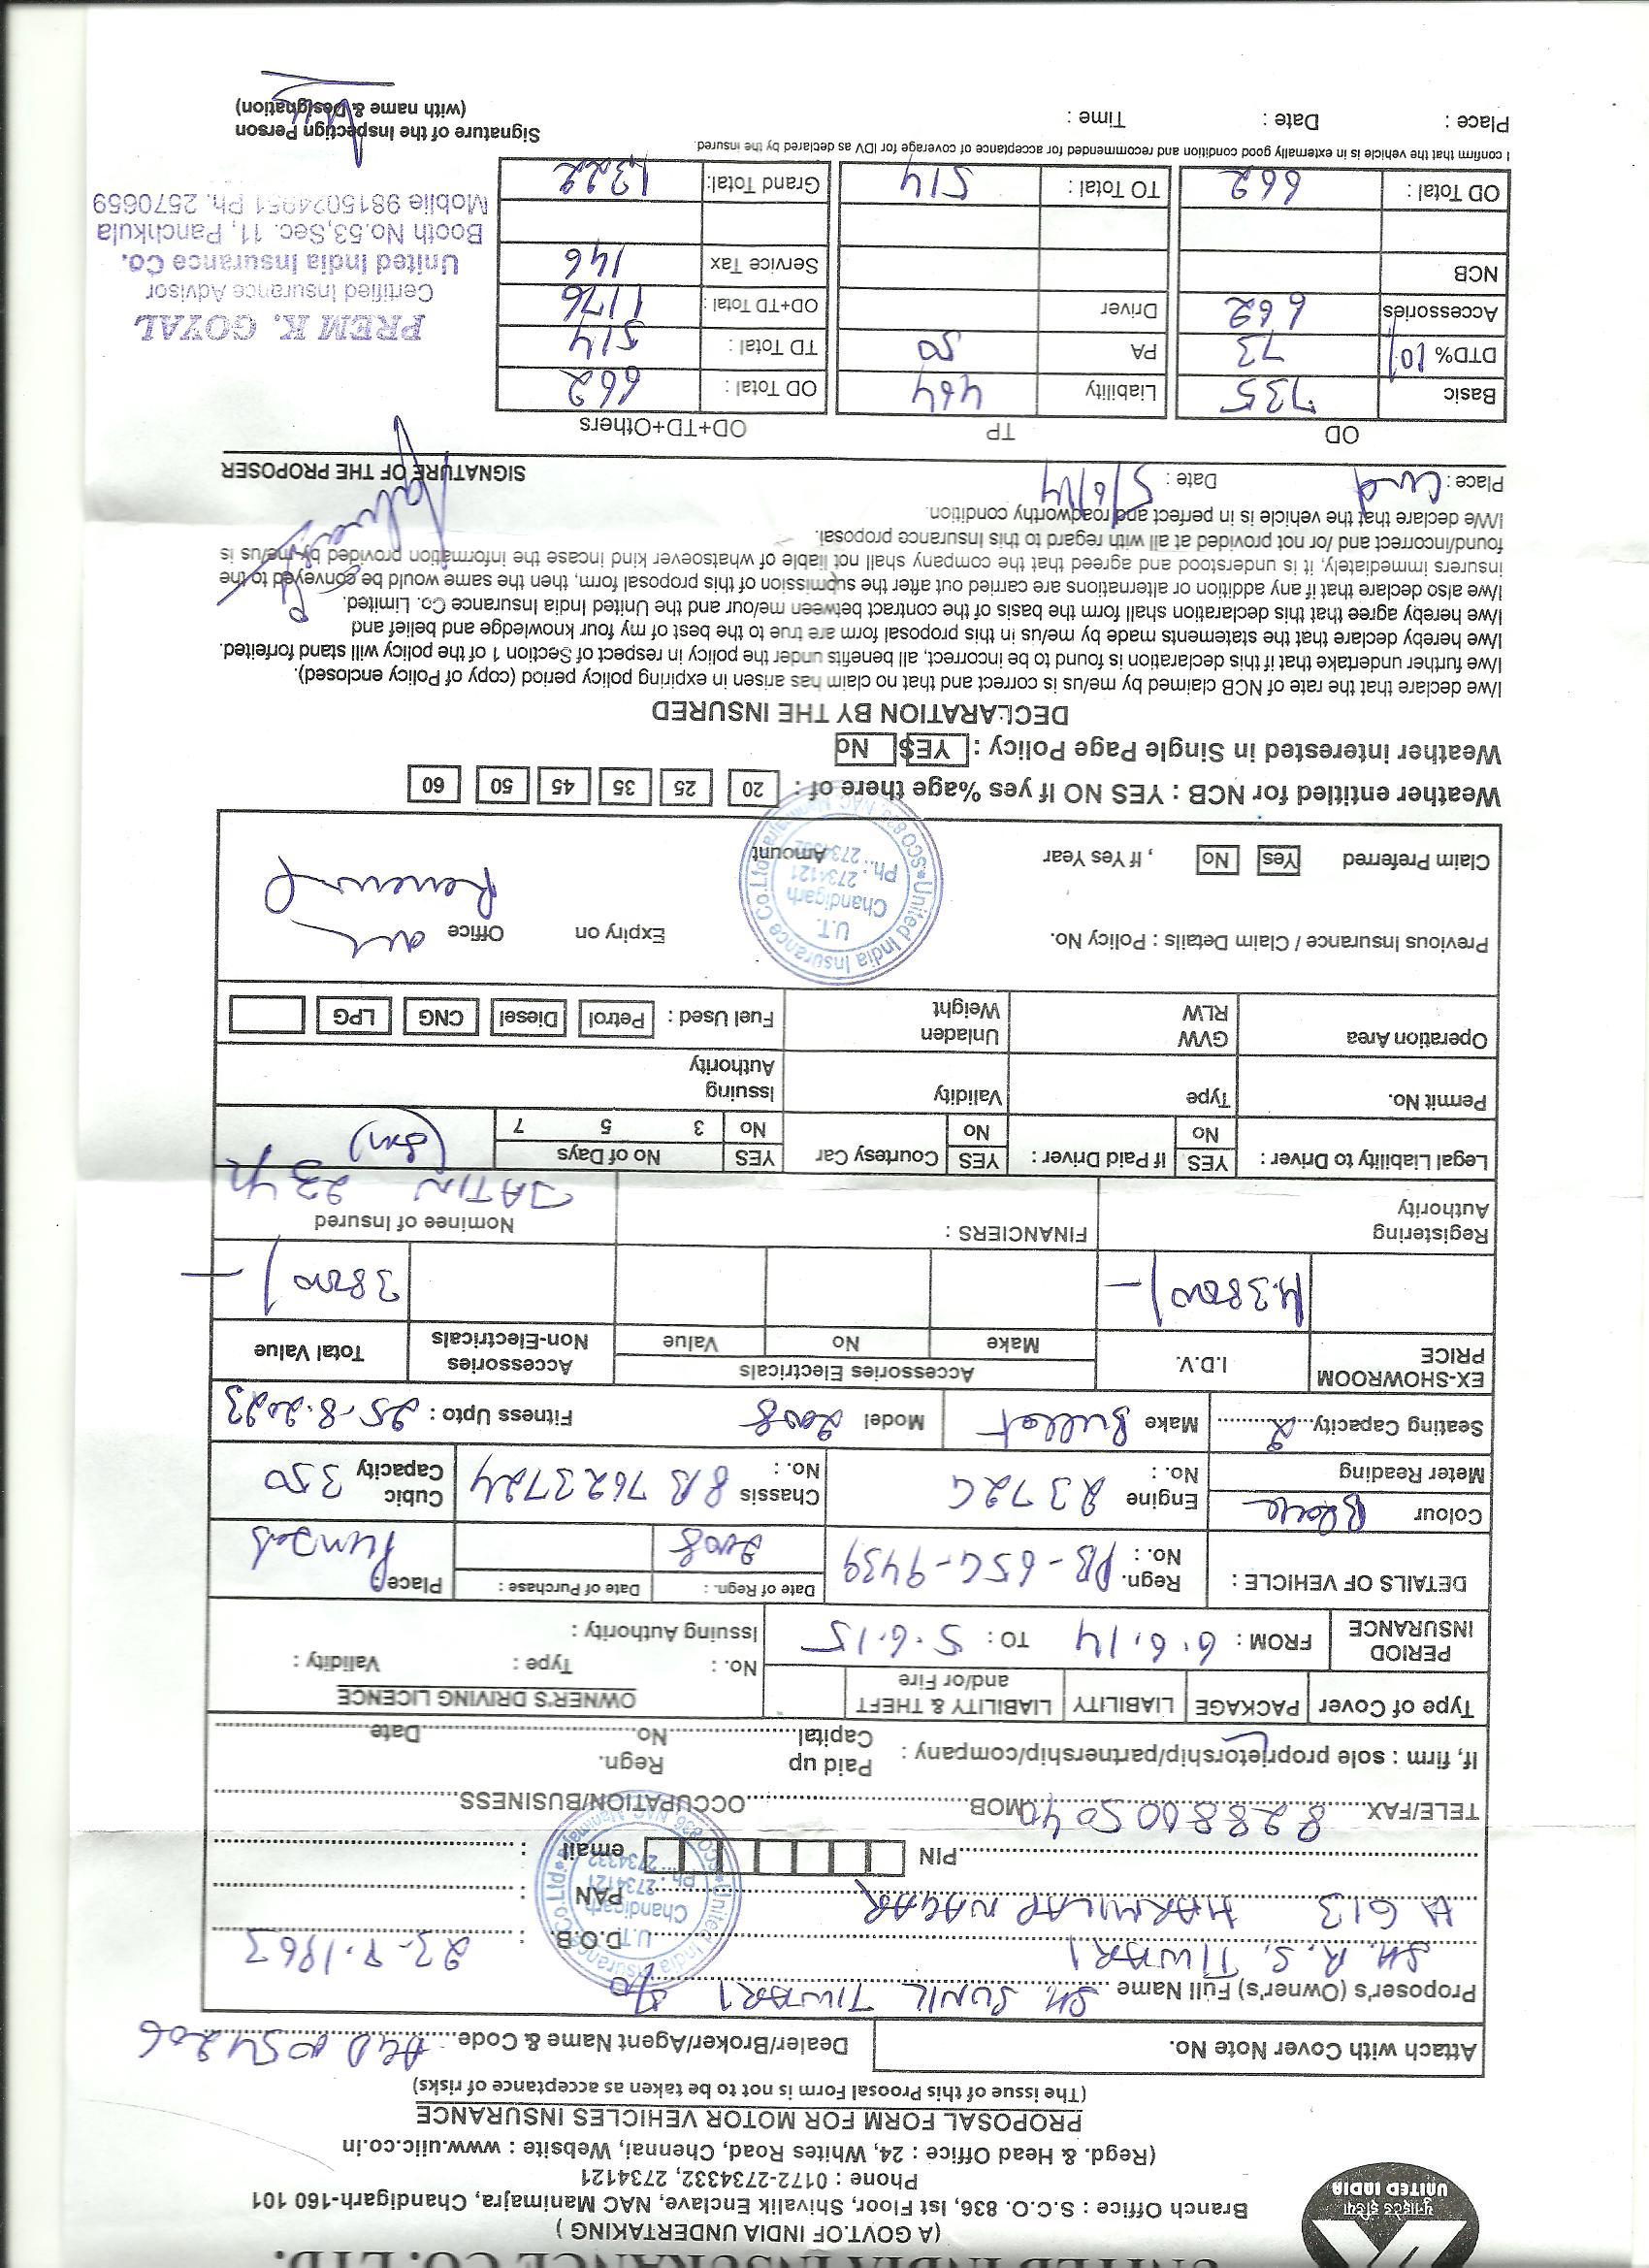 UNITED INDIA INSURANCE CO. LTD.
(A GOVT.OF INDIA UNDERTAKING )
यूनाइटेड इंडिया
UNITED INDIA
Branch Office : S.C.O. 836, Ist Floor, Shivalik Enclave, NAC Manimajra, Chandigarh-160 101
Phone : 0172-2734332, 2734121
(Regd. & Head Office : 24, Whites Road, Chennai, Website : www.uiic.co.in
PROPOSAL FORM FOR MOTOR VEHICLES INSURANCE
(The issue of this Proosal Form is not to be taken as acceptance of risks)
Attach with Cover Note No.
Dealer/Broker/Agent Name & Code
Proposer's (Owner's) Full Name SH. SUNIL TIWARI S/o
SH. R.S. TIWARI D.O.B. : 23-7.1963
H 613 HARMILAP NAGAR PAN :
PIN email :
TELE/FAX 8288005040 MOB. OCCUPATION/BUSINESS
If, firm : sole proprietorship/partnership/company : Paid up Capital Regn. No Date
Type of Cover PACKAGE LIABILITY LIABILITY & THEFT and/or Fire
OWNER'S DRIVING LICENCE
No. : Type : Validity :
Issuing Authority :
PERIOD INSURANCE FROM : 6.6.14 TO : 5.6.15
DETAILS OF VEHICLE : Regn. No. : PB-65G-9439 Date of Regn. : 2008 Date of Purchase : Place : Punjab
Colour Black Engine No. : 23726 Chassis No. : 8B 762372 4 Cubic Capacity 350
Meter Reading
Seating Capacity 2 Make Bullet Model 2008 Fitness Upto : 25-8-2023
EX-SHOWROOM PRICE I.D.V. Accessories Electricals Accessories Non-Electricals Total Value
Make No Value
38000/- 38000/-
Registering Authority FINANCIERS : Nominee of Insured
JATIN 23 yr
(Son)
Legal Liability to Driver : YES No If Paid Driver : YES No Courtesy Car YES No No of Days 3 5 7
Permit No. Type Validity Issuing Authority
Operation Area GVW RLW Unladen Weight Fuel Used : Petrol Diesel CNG LPG
Previous Insurance / Claim Details : Policy No. Expiry on Office our
Renewal
Claim Preferred Yes No , If Yes Year Amount
United India Insurance Co.Ltd. SCO 836, NAC Manimajra
U.T.
Chandigarh
Ph.: 2734121
2734332
Weather entitled for NCB : YES NO If yes %age there of : 20 25 35 45 50 60
Weather interested in Single Page Policy : YES No
DECLARATION BY THE INSURED
I/we declare that the rate of NCB claimed by me/us is correct and that no claim has arisen in expiring policy period (copy of Policy enclosed).
I/we further undertake that if this declaration is found to be incorrect, all benefits under the policy in respect of Section 1 of the policy will stand forfeited.
I/we hereby declare that the statements made by me/us in this proposal form are true to the best of my four knowledge and belief and
I/we hereby agree that this declaration shall form the basis of the contract between me/our and the United India Insurance Co. Limited.
I/we also declare that if any addition or alternations are carried out after the submission of this proposal form, then the same would be conveyed to the
insurers immediately, it is understood and agreed that the company shall not liable of whatsoever kind incase the information provided by me/us is
found/incorrect and /or not provided at all with regard to this Insurance proposal.
I/We declare that the vehicle is in perfect and roadworthy condition.
Place : Chd Date : 5/6/14 SIGNATURE OF THE PROPOSER
OD TP OD+TD+Others
Basic 735 Liability 464 OD Total : 662
DTD% 10% 73 PA 50 TD Total : 514
Accessories 662 Driver OD+TD Total : 1176
NCB Service Tax 146
OD Total : 662 TO Total : 514 Grand Total: 1322
PREM K. GOYAL
Certified Insurance Advisor
United India Insurance Co.
Booth No.53,Sec. 11, Panchkula
Mobile 9815024951 Ph. 2570659
I confirm that the vehicle is in externally good condition and recommended for acceptance of coverage for IDV as declared by the insured.
Place : Date : Time : Signature of the Inspection Person
(with name & Designation)